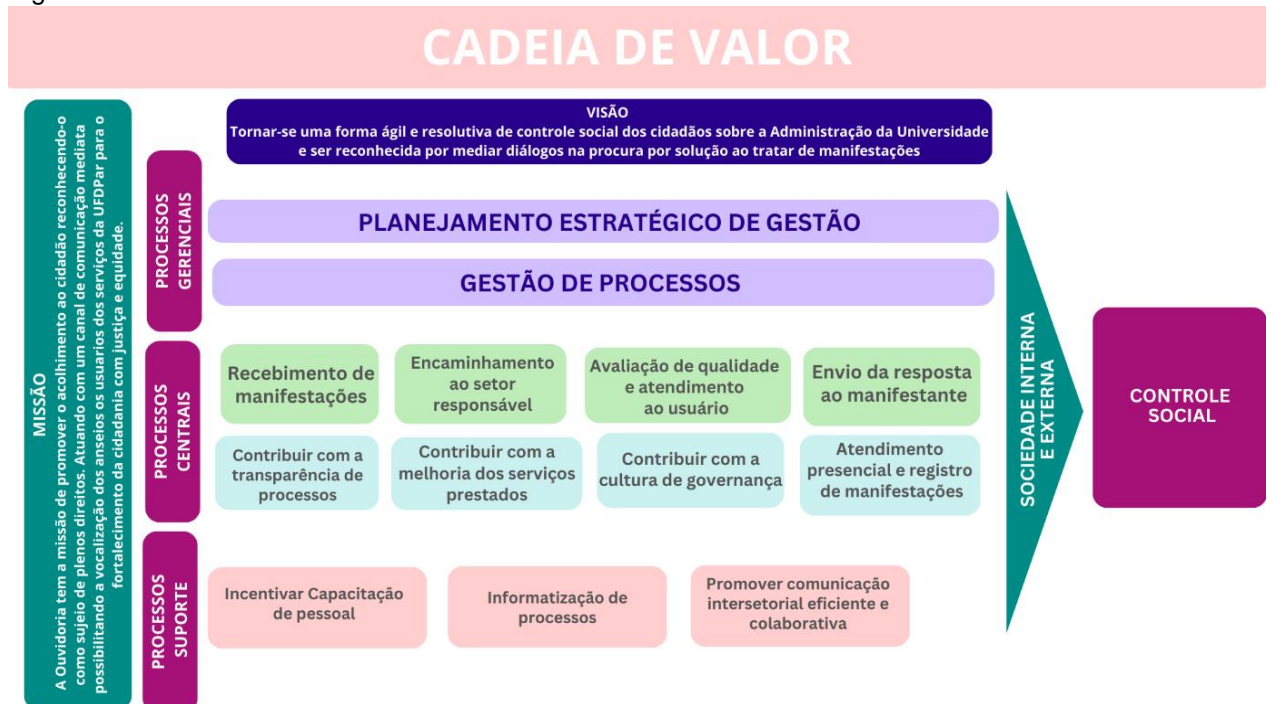 CADEIA DE VALOR
MISSÃO
A Ouvidoria tem a missão de promover o acolhimento ao cidadão reconhecendo-o
como sujeio de plenos direitos. Atuando com um canal de comunicação mediata
possibilitando a vocalização dos anseios os usuarios dos serviços da UFDPar para o
fortalecimento da cidadania com justiça e equidade.
VISÃO
Tornar-se uma forma ágil e resolutiva de controle social dos cidadãos sobre a Administração da Universidade
e ser reconhecida por mediar diálogos na procura por solução ao tratar de manifestações
PROCESSOS
GERENCIAIS
PLANEJAMENTO ESTRATÉGICO DE GESTÃO
GESTÃO DE PROCESSOS
PROCESSOS
CENTRAIS
Recebimento de
manifestações
Encaminhamento
ao setor
responsável
Avaliação de qualidade
e atendimento
ao usuário
Envio da resposta
ao manifestante
Contribuir com a
transparência de
processos
Contribuir com a
melhoria dos serviços
prestados
Contribuir com a
cultura de governança
Atendimento
presencial e registro
de manifestações
PROCESSOS
SUPORTE
Incentivar Capacitação
de pessoal
Informatização de
processos
Promover comunicação
intersetorial eficiente e
colaborativa
SOCIEDADE INTERNA
E EXTERNA
CONTROLE
SOCIAL